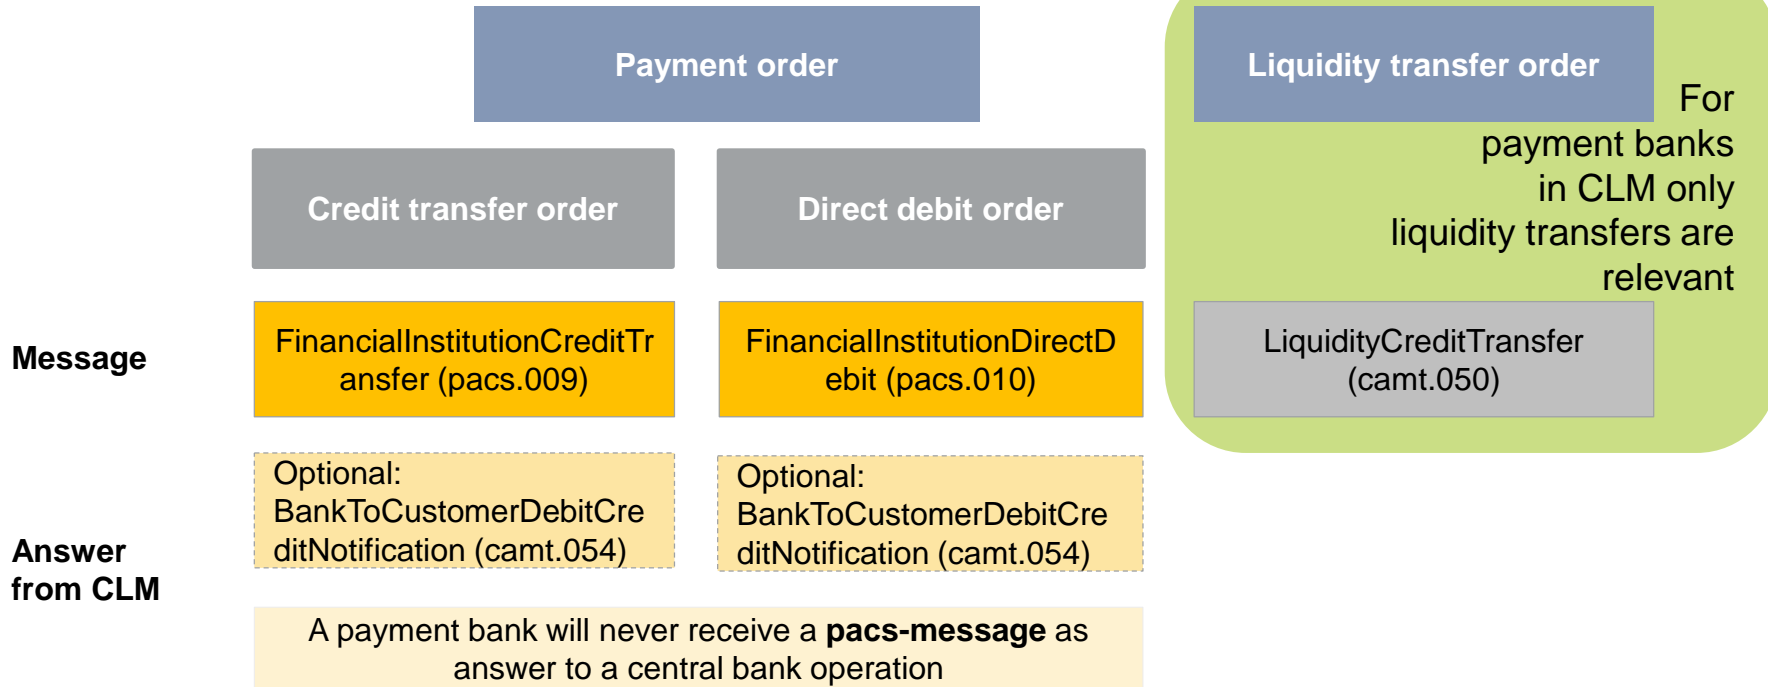 Payment order
Liquidity transfer order
For
payment banks
in CLM only
liquidity transfers are
relevant
Credit transfer order
Direct debit order
Message
FinancialInstitutionCreditTr
ansfer (pacs.009)
FinancialInstitutionDirectD
ebit (pacs.010)
LiquidityCreditTransfer
(camt.050)
Answer
from CLM
Optional:
BankToCustomerDebitCre
ditNotification (camt.054)
Optional:
BankToCustomerDebitCre
ditNotification (camt.054)
A payment bank will never receive a pacs-message as
answer to a central bank operation